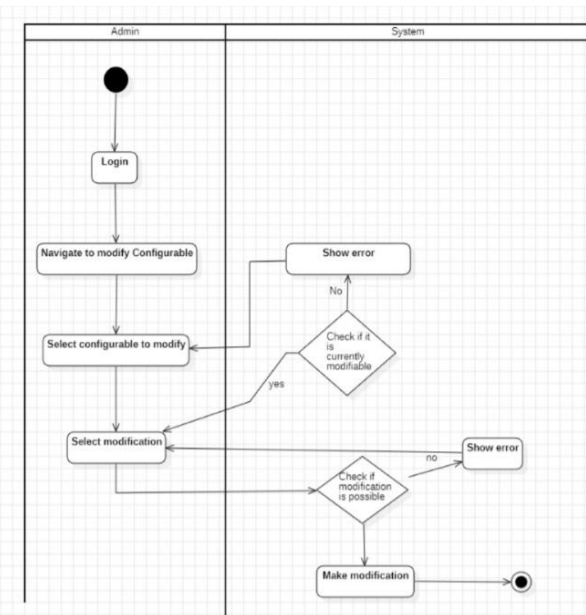 Admin
System
Login
Navigate to modify Configurable
Show error
No
Select configurable to modify
Check if it
is
currently
modifiable
yes
Select modification
Show error
no
Check if
modification
is possible
Make modification